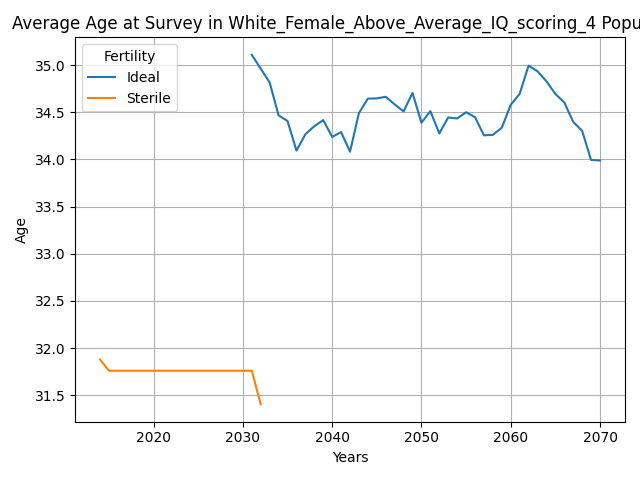 Average Age at Survey in White_Female_Above_Average_IQ_scoring_4 Popu
Fertility
Ideal
Sterile
35.0
34.5
34.0
33.5
33.0
32.5
32.0
31.5
Age
2020 2030 2040 2050 2060 2070
Years